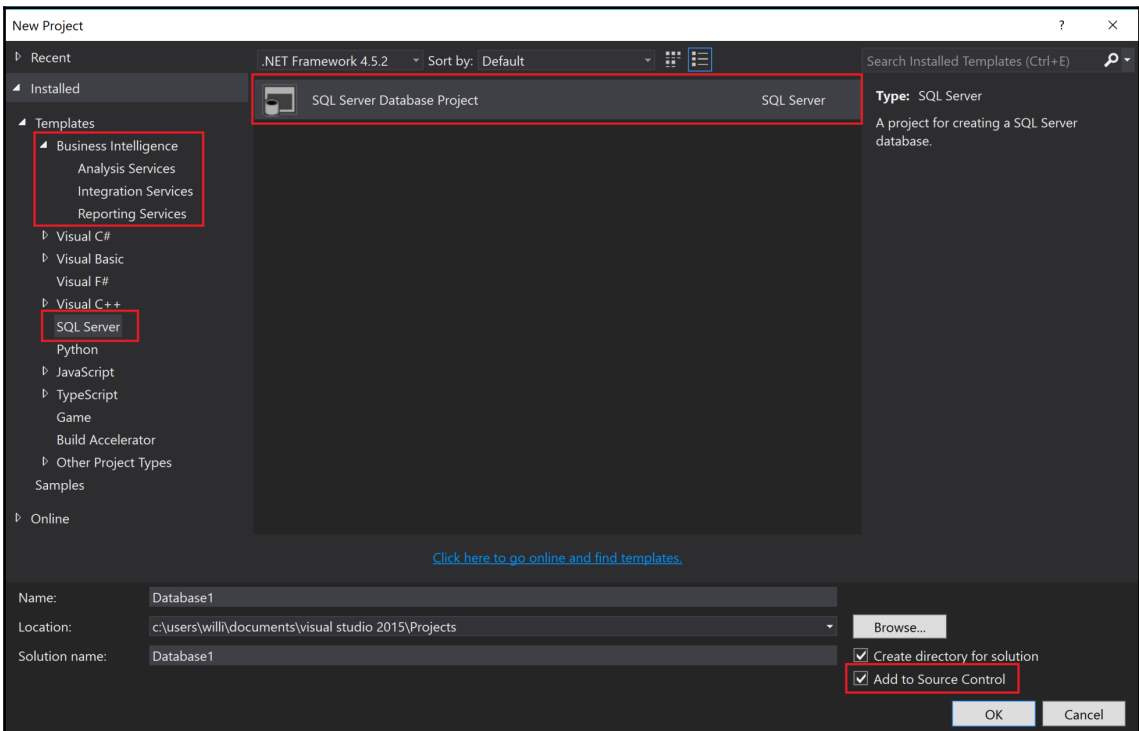 New Project
?
Recent
Installed
Templates
Business Intelligence
Analysis Services
Integration Services
Reporting Services
Visual C#
Visual Basic
Visual F#
Visual C++
SQL Server
Python
JavaScript
TypeScript
Game
Build Accelerator
Other Project Types
Samples
Online
.NET Framework 4.5.2 Sort by: Default
SQL Server Database Project SQL Server
Click here to go online and find templates.
Search Installed Templates (Ctrl+E)
Type: SQL Server
A project for creating a SQL Server
database.
Name: Database1
Location: c:\users\willi\documents\visual studio 2015\Projects Browse...
Solution name: Database1 Create directory for solution
Add to Source Control
OK Cancel